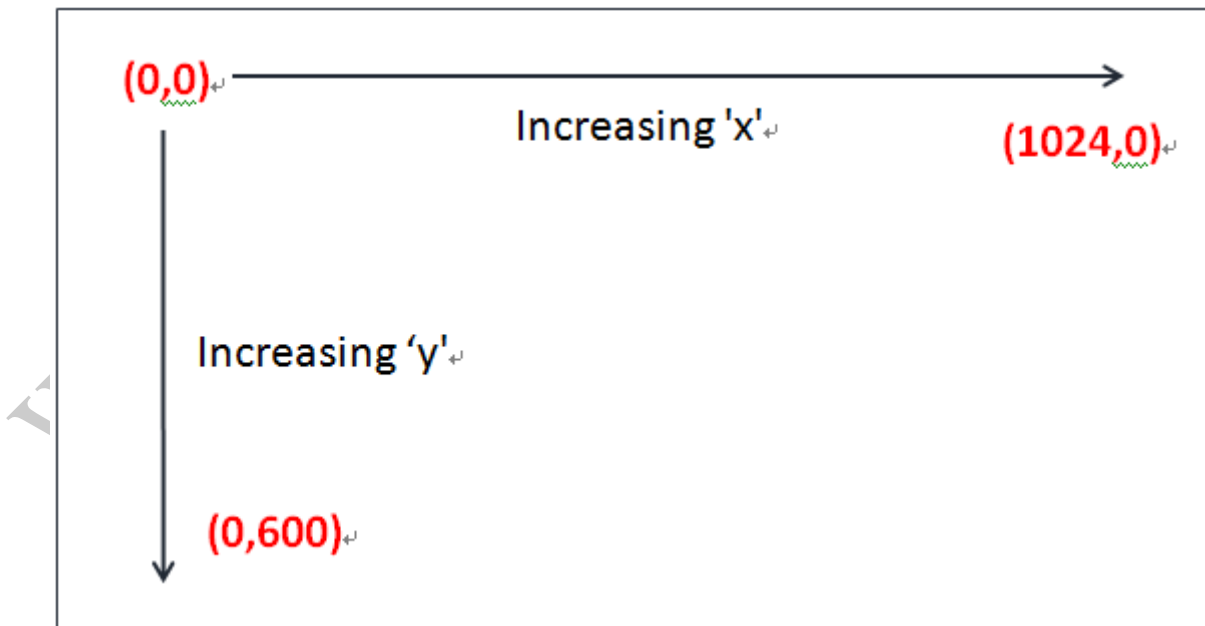 (0,0)
Increasing 'x'
(1024,0)
Increasing ‘y'
(0,600)